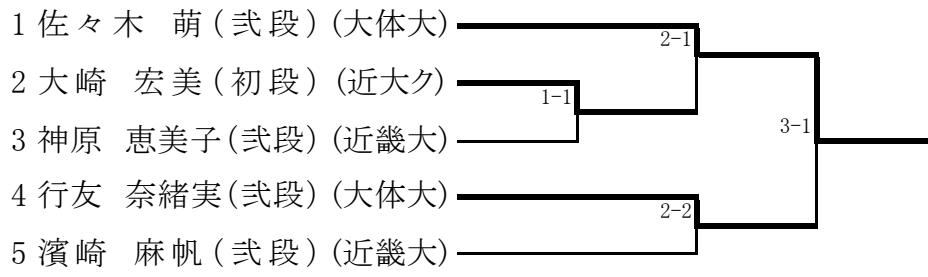 1 佐々木 萌(弐段)(大体大)
2-1
2 大崎 宏美(初段)(近大ク)
1-1
3 神原 恵美子(弐段)(近畿大)
3-1
4 行友 奈緒実(弐段)(大体大)
2-2
5 濱崎 麻帆(弐段)(近畿大)